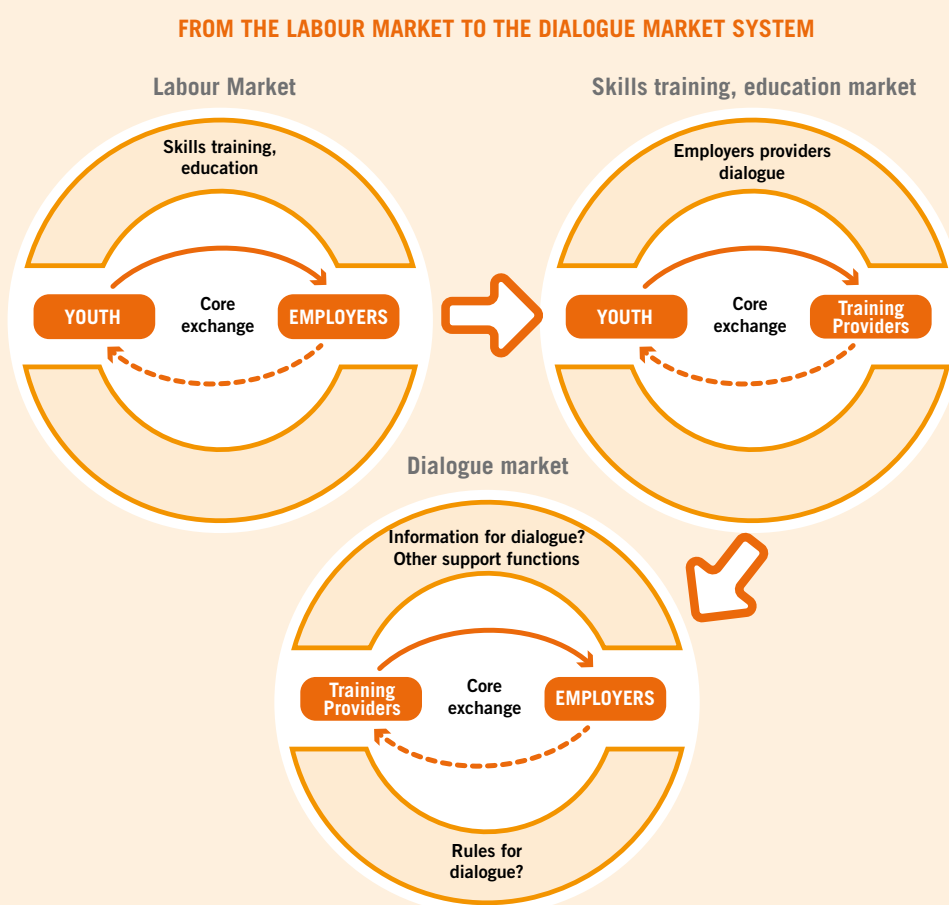 FROM THE LABOUR MARKET TO THE DIALOGUE MARKET SYSTEM
Labour Market
Skills training,
education
YOUTH
Core
exchange
EMPLOYERS
Skills training, education market
Employers providers
dialogue
YOUTH
Core
exchange
Training
Providers
Dialogue market
Information for dialogue?
Other support functions
Training
Providers
Core
exchange
EMPLOYERS
Rules for
dialogue?